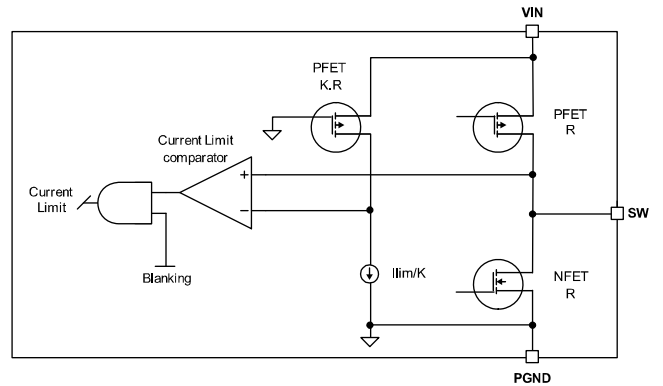 VIN
PFET
K.R
PFET
R
Current Limit
comparator
+
Current
Limit
−
SW
Blanking
Ilim/K
NFET
R
PGND